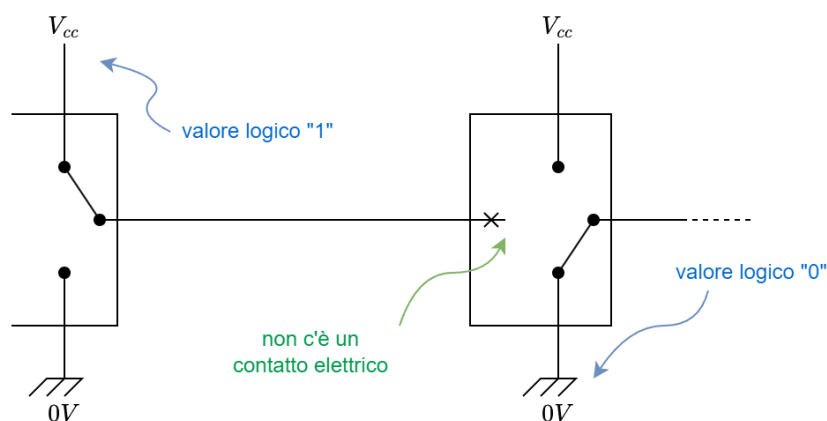 V_cc
V_cc
valore logico "1"
valore logico "0"
non c'è un
contatto elettrico
0V
0V